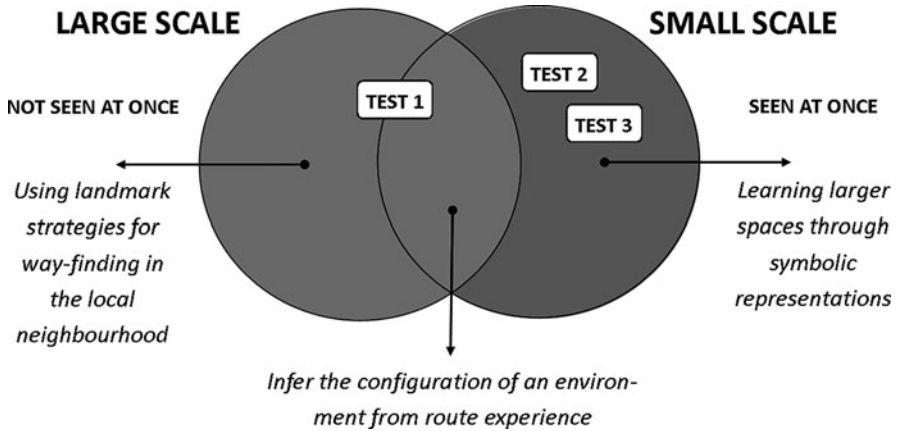 LARGE SCALE
SMALL SCALE
TEST 1
TEST 2
TEST 3
NOT SEEN AT ONCE
SEEN AT ONCE
Using landmark
strategies for
way-finding in
the local
neighbourhood
Learning larger
spaces through
symbolic
representations
Infer the configuration of an environ-
ment from route experience